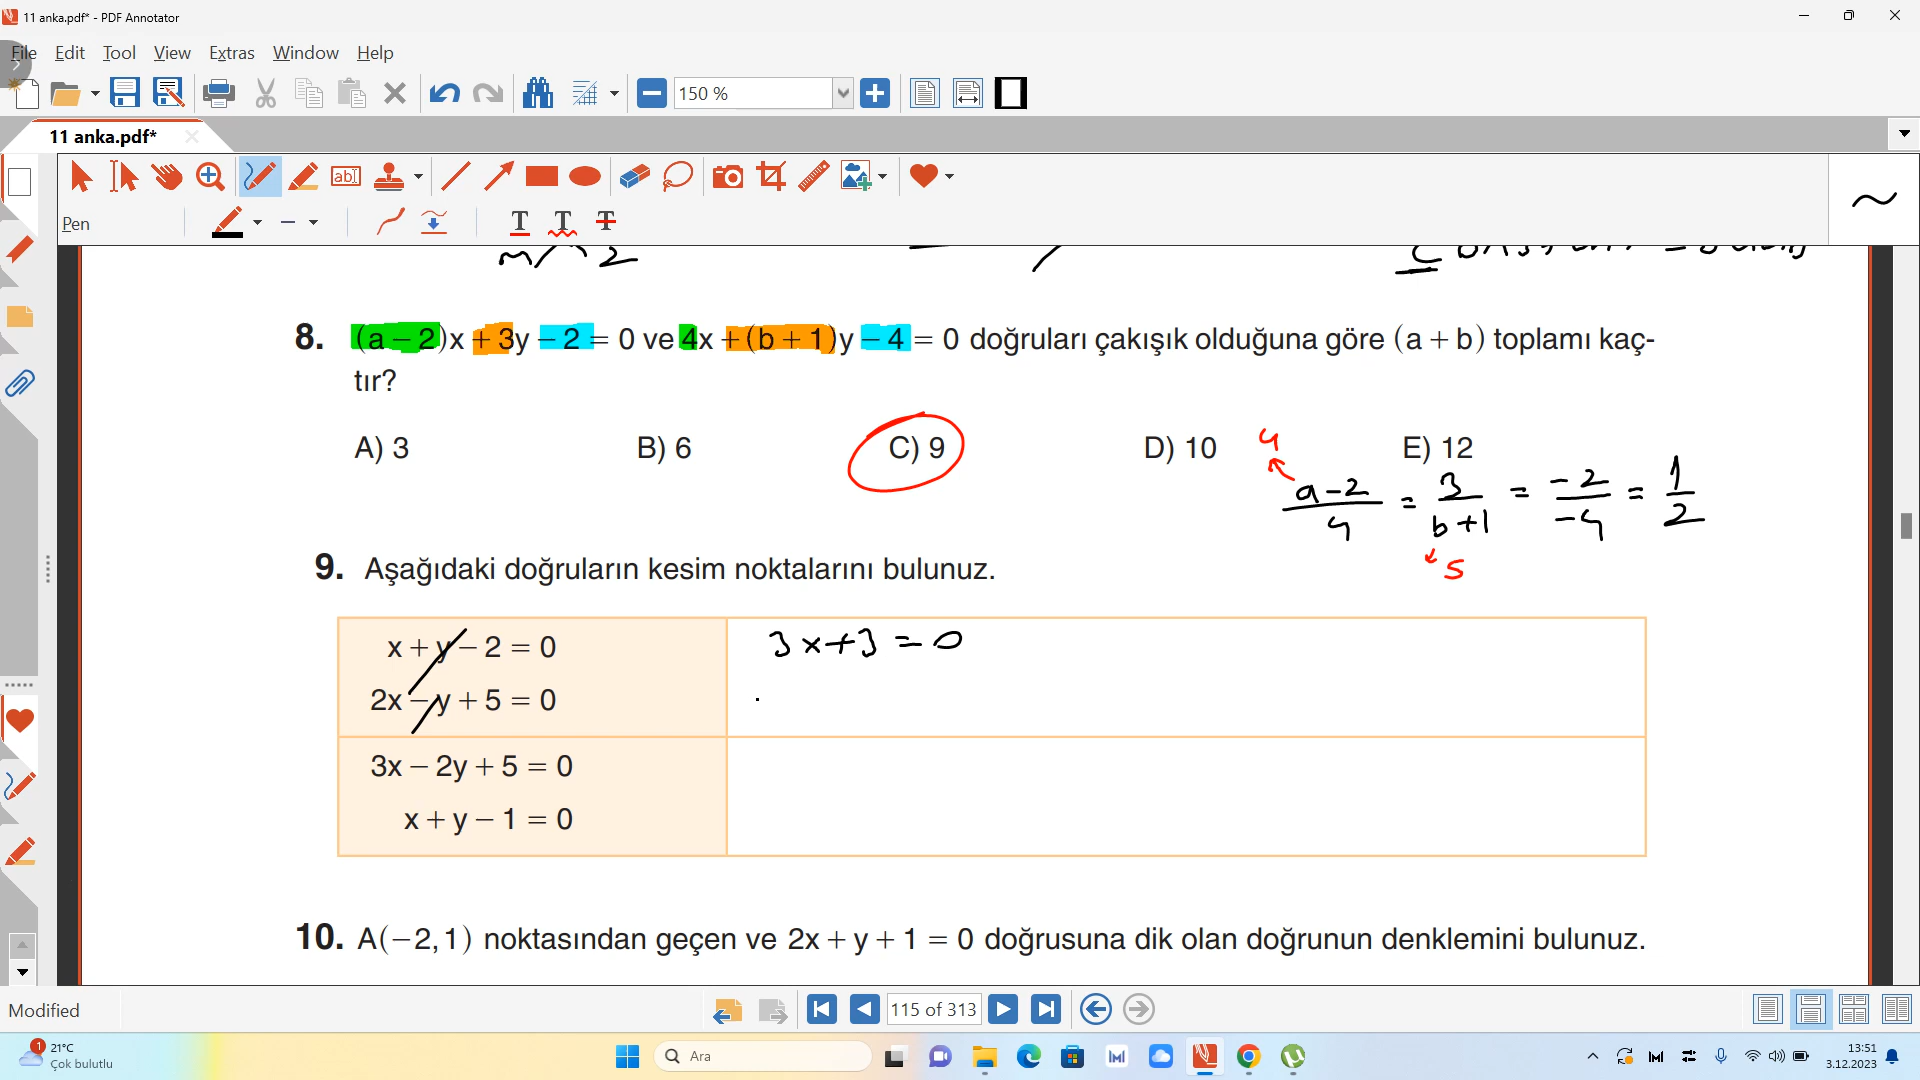 11 anka.pdf* - PDF Annotator
File Edit Tool View Extras Window Help
150 %
11 anka.pdf*
Pen
8. (a − 2)x + 3y − 2 = 0 ve 4x + (b + 1)y − 4 = 0 doğruları çakışık olduğuna göre (a + b) toplamı kaç-
tır?
A) 3 B) 6 C) 9 D) 10 E) 12
4
a-2/4 = 3/b+1 = -2/-4 = 1/2
5
9. Aşağıdaki doğruların kesim noktalarını bulunuz.
x + y − 2 = 0
2x − y + 5 = 0
3x+3=0
3x − 2y + 5 = 0
x + y − 1 = 0
10. A(−2, 1) noktasından geçen ve 2x + y + 1 = 0 doğrusuna dik olan doğrunun denklemini bulunuz.
Modified
115 of 313
1
21°C
Çok bulutlu
Ara
13:51
3.12.2023